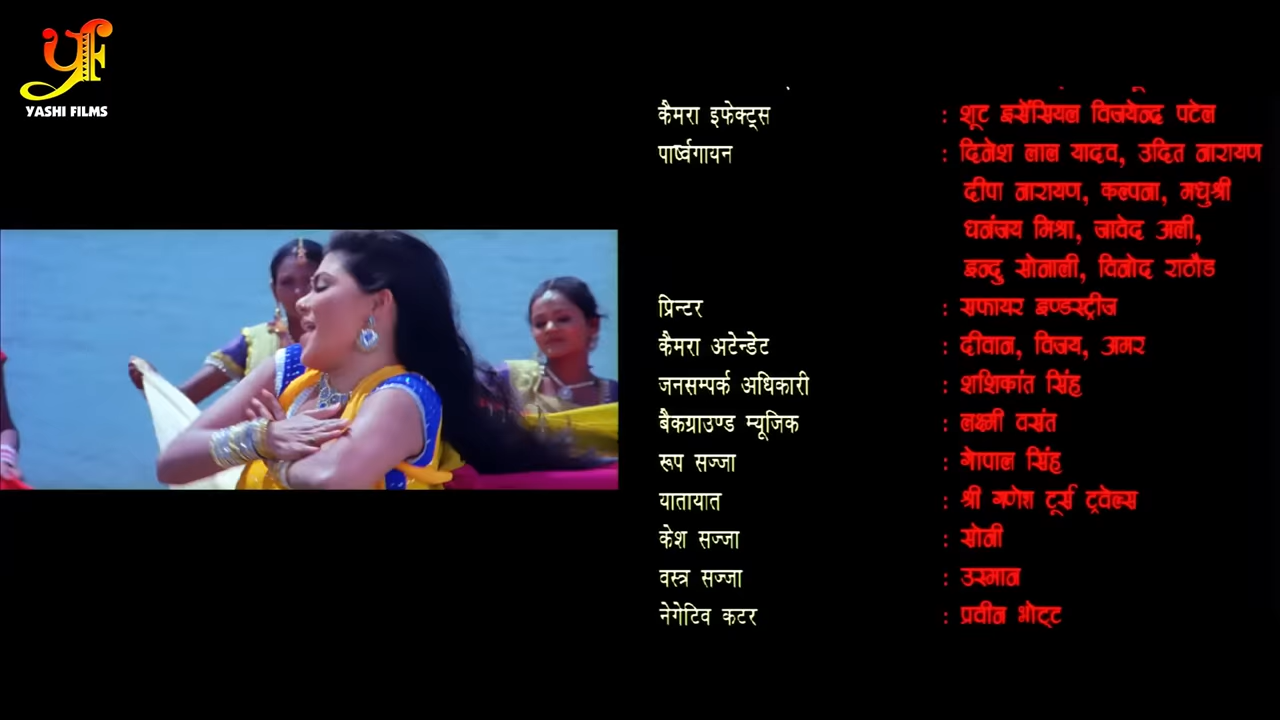 YASHI FILMS
कैमरा इफेक्ट्स : शूट इसेंसियल विजयेन्द्र पटेल
पार्ष्वगायन : दिनेश लाल यादव, उदित नारायण
दीपा नारायण, कल्पना, मधुश्री
धनंजय मिश्रा, जावेद अली,
इन्दु सोनाली, विनोद राठौड
प्रिन्टर : सफायर इण्डस्ट्रीज
कैमरा अटेन्डेट : दीवान, विजय, अमर
जनसम्पर्क अधिकारी : शशिकांत सिंह
बैकग्राउण्ड म्यूजिक : लक्ष्मी वसंत
रूप सज्जा : गोपाल सिंह
यातायात : श्री गणेश टूर्स ट्रवेल्स
केश सज्जा : सोनी
वस्त्र सज्जा : उस्मान
नेगेटिव कटर : प्रवीन भोट्ट